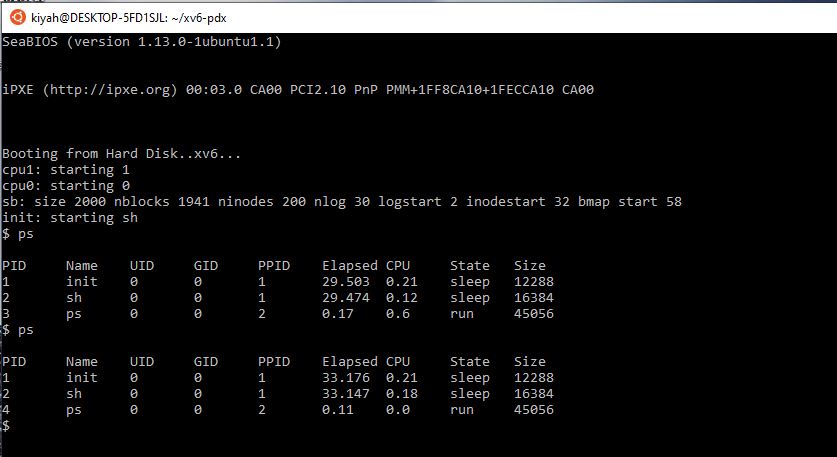 kiyah@DESKTOP-5FD1SJL: ~/xv6-pdx
SeaBIOS (version 1.13.0-1ubuntu1.1)
iPXE (http://ipxe.org) 00:03.0 CA00 PCI2.10 PnP PMM+1FF8CA10+1FECCA10 CA00
Booting from Hard Disk..xv6...
cpu1: starting 1
cpu0: starting 0
sb: size 2000 nblocks 1941 ninodes 200 nlog 30 logstart 2 inodestart 32 bmap start 58
init: starting sh
$ ps
PID Name UID GID PPID Elapsed CPU State Size
1 init 0 0 1 29.503 0.21 sleep 12288
2 sh 0 0 1 29.474 0.12 sleep 16384
3 ps 0 0 2 0.17 0.6 run 45056
$ ps
PID Name UID GID PPID Elapsed CPU State Size
1 init 0 0 1 33.176 0.21 sleep 12288
2 sh 0 0 1 33.147 0.18 sleep 16384
4 ps 0 0 2 0.11 0.0 run 45056
$